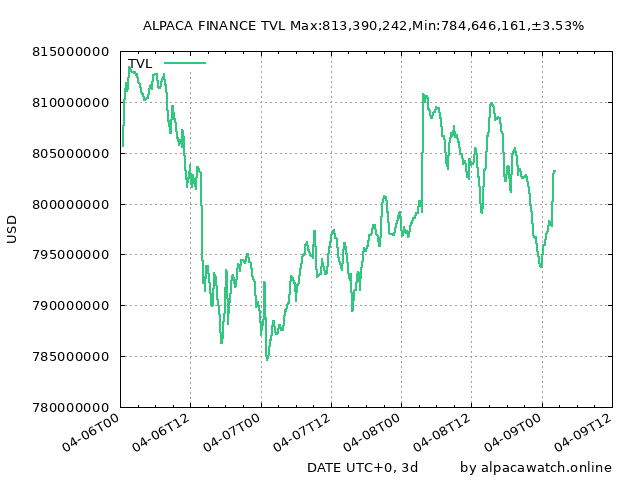 ALPACA FINANCE TVL Max:813,390,242,Min:784,646,161,±3.53%
815000000
TVL
810000000
805000000
800000000
USD
795000000
790000000
785000000
780000000
04-06T00
04-06T12
04-07T00
04-07T12
04-08T00
04-08T12
04-09T00
04-09T12
DATE UTC+0, 3d
by alpacawatch.online